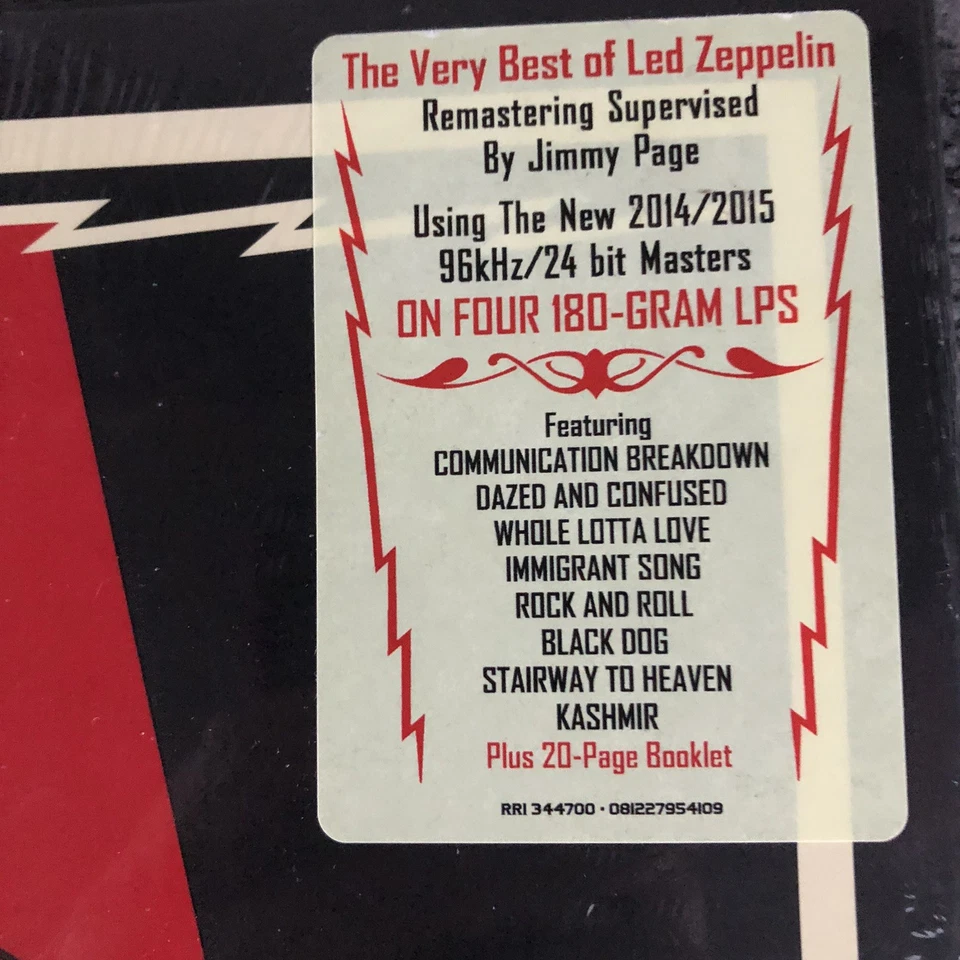 The Very Best of Led Zeppelin
Remastering Supervised
By Jimmy Page
Using The New 2014/2015
96kHz/24 bit Masters
ON FOUR 180-GRAM LPS
Featuring
COMMUNICATION BREAKDOWN
DAZED AND CONFUSED
WHOLE LOTTA LOVE
IMMIGRANT SONG
ROCK AND ROLL
BLACK DOG
STAIRWAY TO HEAVEN
KASHMIR
Plus 20-Page Booklet
RR1 344700 • 081227954109